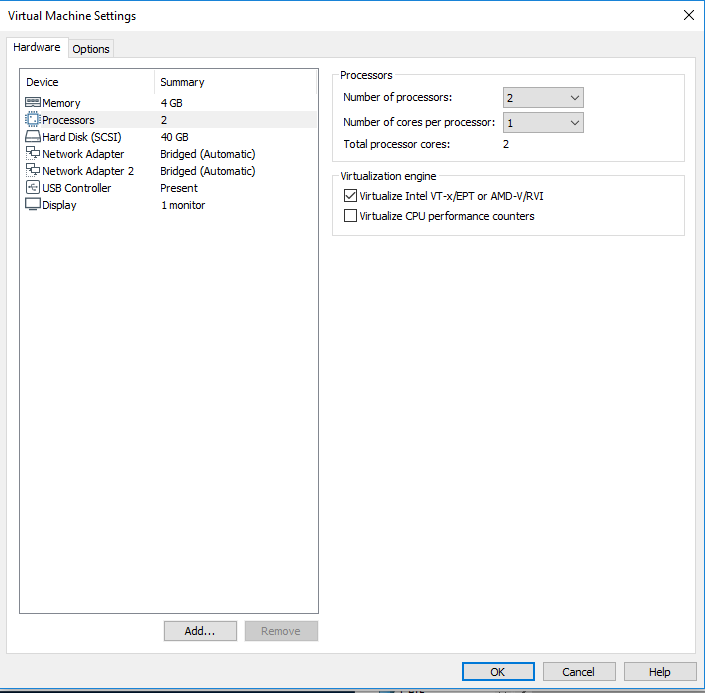 Virtual Machine Settings
Hardware Options
Device Summary
Memory 4 GB
Processors 2
Hard Disk (SCSI) 40 GB
Network Adapter Bridged (Automatic)
Network Adapter 2 Bridged (Automatic)
USB Controller Present
Display 1 monitor
Add... Remove
Processors
Number of processors: 2
Number of cores per processor: 1
Total processor cores: 2
Virtualization engine
Virtualize Intel VT-x/EPT or AMD-V/RVI
Virtualize CPU performance counters
OK Cancel Help